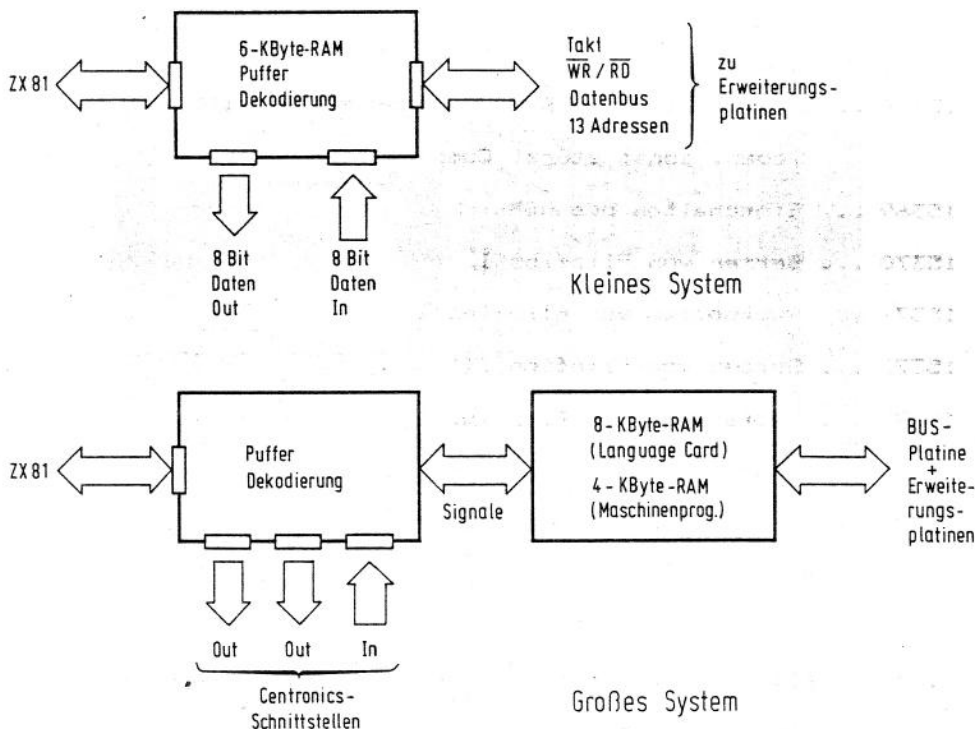 ZX 81
6-KByte-RAM
Puffer
Dekodierung
Takt
WR / RD
Datenbus
13 Adressen
zu
Erweiterungs-
platinen
8 Bit
Daten
Out
8 Bit
Daten
In
Kleines System
ZX 81
Puffer
Dekodierung
Signale
8-KByte-RAM
(Language Card)
4-KByte-RAM
(Maschinenprog.)
BUS-
Platine
+
Erweite-
rungs-
platinen
Out
Out
In
Centronics-
Schnittstellen
Großes System